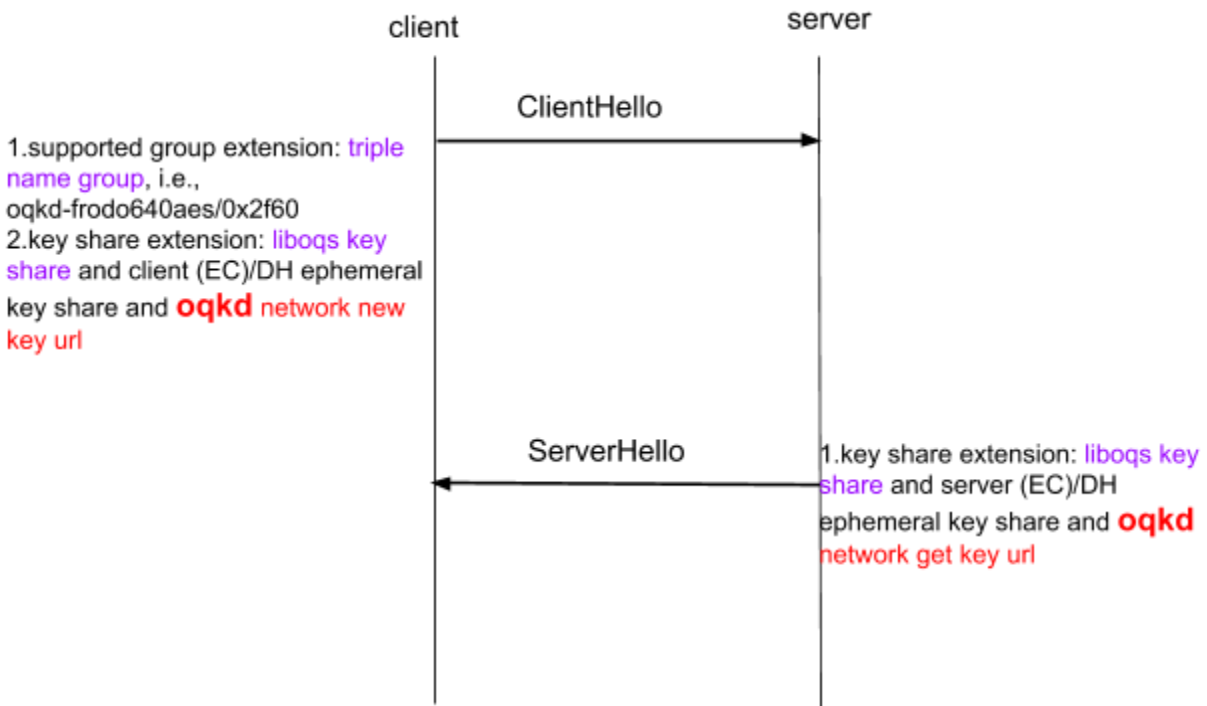 client
server
ClientHello
1.supported group extension: triple
name group, i.e.,
oqkd-frodo640aes/0x2f60
2.key share extension: liboqs key
share and client (EC)/DH ephemeral
key share and oqkd network new
key url
ServerHello
1.key share extension: liboqs key
share and server (EC)/DH
ephemeral key share and oqkd
network get key url